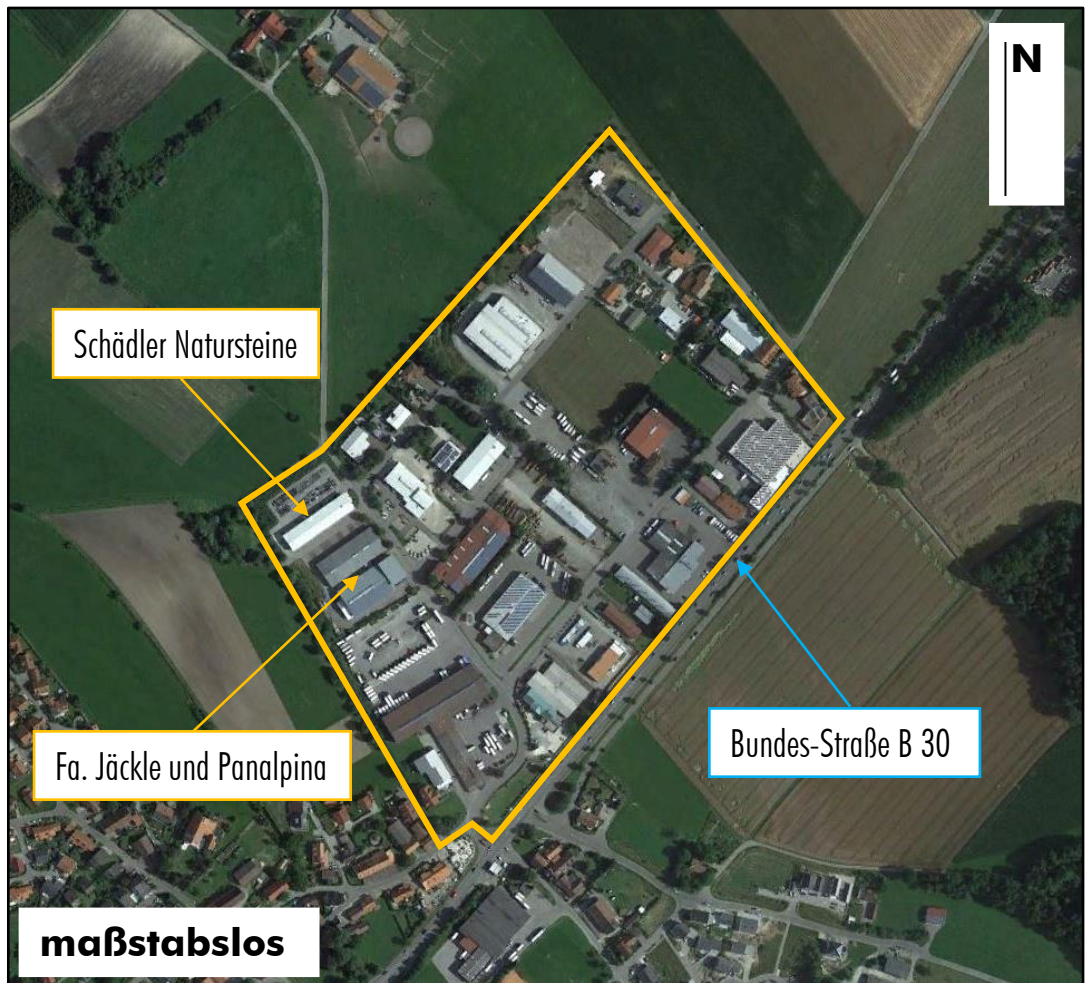 N
Schädler Natursteine
Fa. Jäckle und Panalpina
Bundes-Straße B 30
maßstabslos